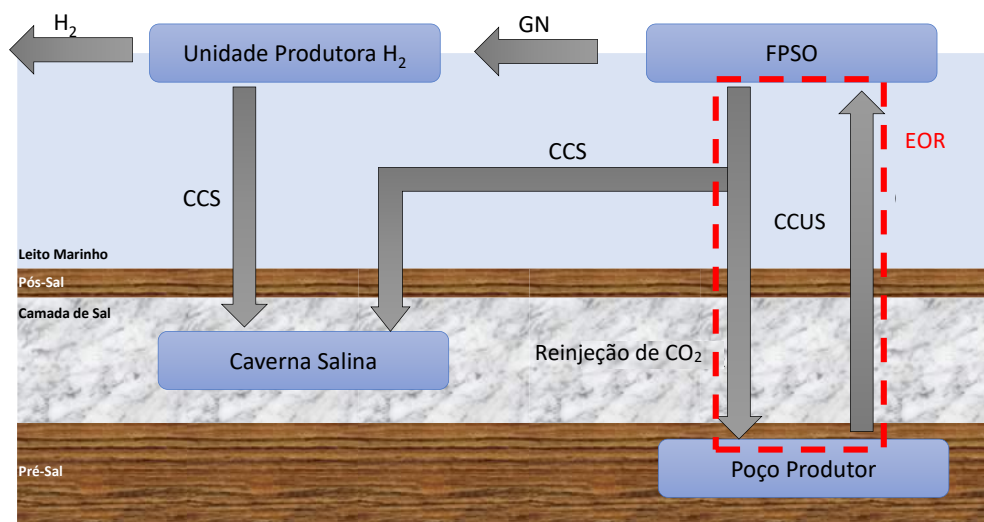 H₂
GN
Unidade Produtora H₂
FPSO
EOR
CCS
CCS
CCUS
Leito Marinho
Pós-Sal
Camada de Sal
Reinjeção de CO₂
Caverna Salina
Pré-Sal
Poço Produtor